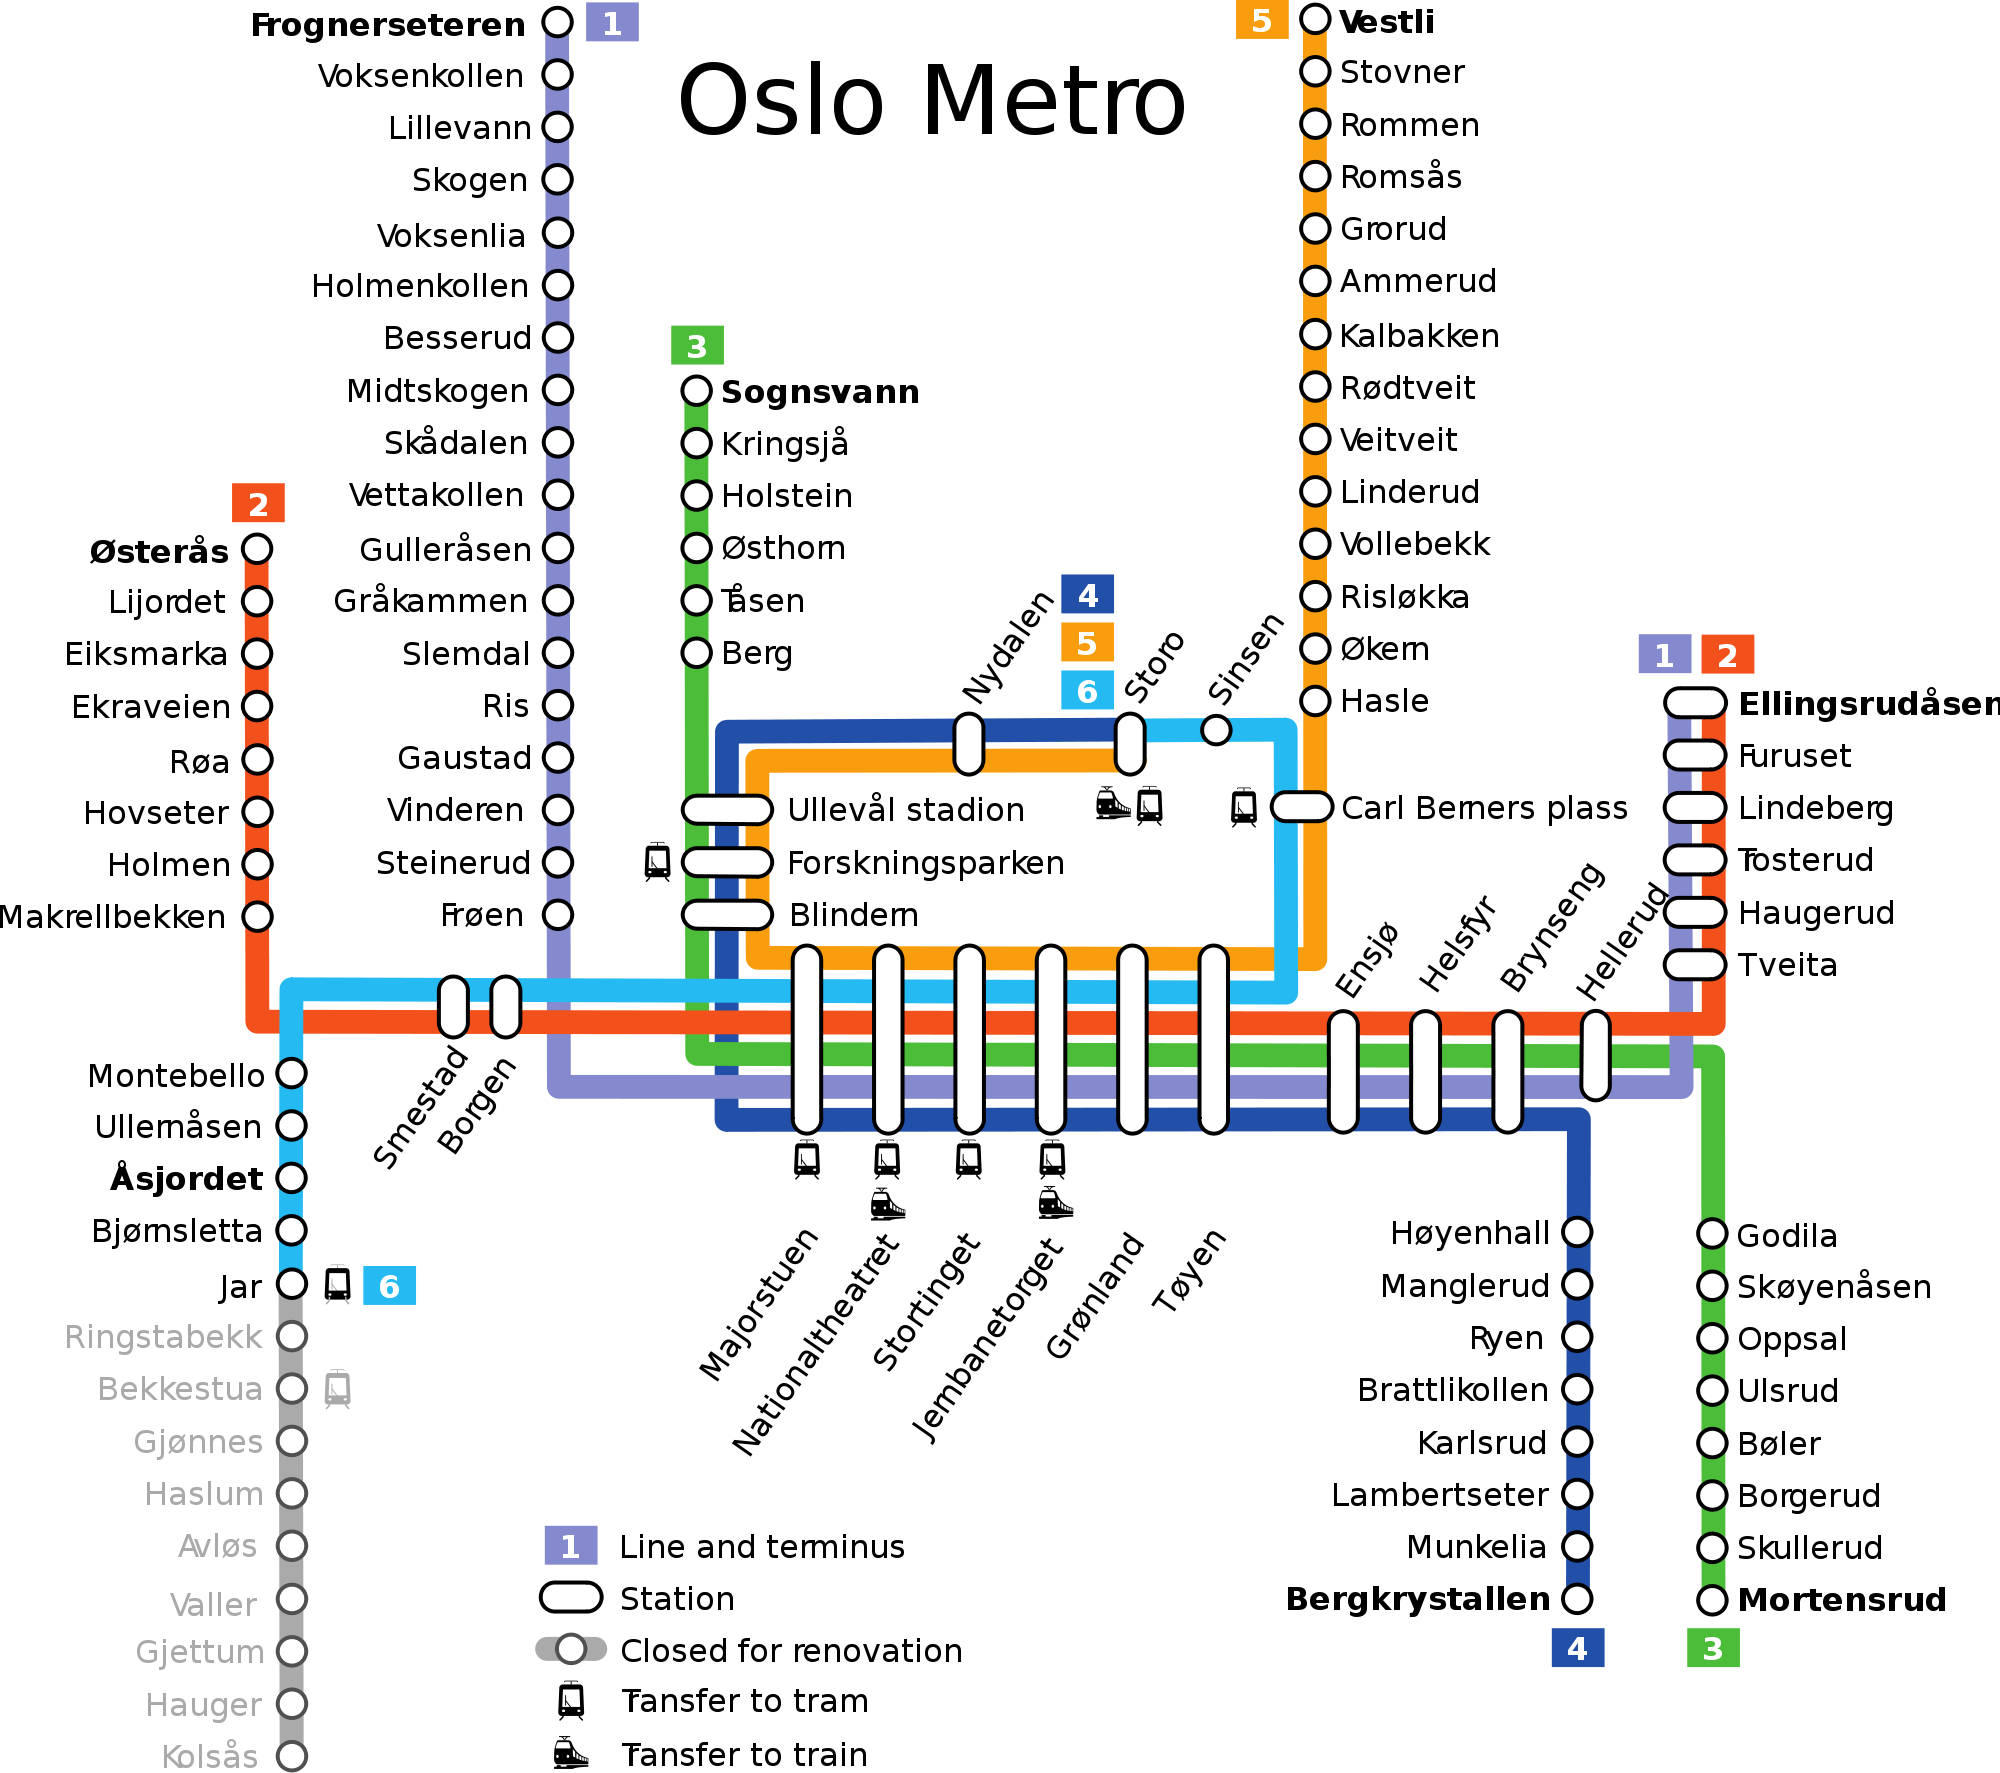 Oslo Metro
1
Frognerseteren
Voksenkollen
Lillevann
Skogen
Voksenlia
Holmenkollen
Besserud
Midtskogen
Skådalen
Vettakollen
Gulleråsen
Gråkammen
Slemdal
Ris
Gaustad
Vinderen
Steinerud
Frøen
2
Østerås
Lijordet
Eiksmarka
Ekraveien
Røa
Hovseter
Holmen
Makrellbekken
Smestad
Borgen
3
Sognsvann
Kringsjå
Holstein
Østhorn
Tåsen
Berg
Ullevål stadion
Forskningsparken
Blindern
Nydalen
4
5
6
Storo
Sinsen
5
Vestli
Stovner
Rommen
Romsås
Grorud
Ammerud
Kalbakken
Rødtveit
Veitveit
Linderud
Vollebekk
Risløkka
Økern
Hasle
Carl Berners plass
1
2
Ellingsrudåsen
Furuset
Lindeberg
Trosterud
Haugerud
Tveita
Ensjø
Helsfyr
Brynseng
Hellerud
Majorstuen
Nationaltheatret
Stortinget
Jernbanetorget
Grønland
Tøyen
Montebello
Ullernåsen
Åsjordet
Bjørnsletta
Jar
6
Ringstabekk
Bekkestua
Gjønnes
Haslum
Avløs
Valler
Gjettum
Hauger
Kolsås
Høyenhall
Manglerud
Ryen
Brattlikollen
Karlsrud
Lambertseter
Munkelia
Bergkrystallen
4
Godlia
Skøyenåsen
Oppsal
Ulsrud
Bøler
Borgerud
Skullerud
Mortensrud
3
1 Line and terminus
Station
Closed for renovation
Transfer to tram
Transfer to train